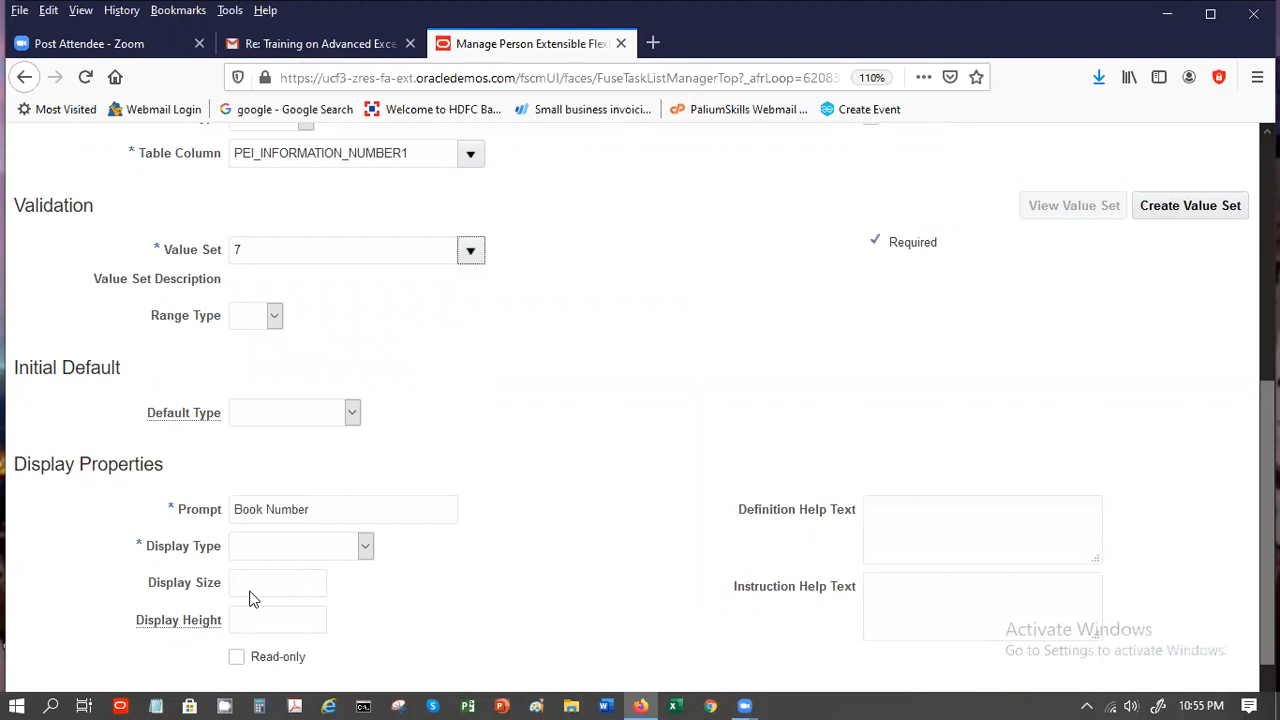 File Edit View History Bookmarks Tools Help
Post Attendee - Zoom
Re: Training on Advanced Exce
Manage Person Extensible Flex
https://ucf3-zres-fa-ext.oracledemos.com/fscmUI/faces/FuseTaskListManagerTop?_afrLoop=62083
110%
Most Visited
Webmail Login
google - Google Search
Welcome to HDFC Ba...
Small business invoici...
PaliumSkills Webmail ...
Create Event
* Table Column PEI_INFORMATION_NUMBER1
Validation
View Value Set
Create Value Set
* Value Set 7
Required
Value Set Description
Range Type
Initial Default
Default Type
Display Properties
* Prompt Book Number
Definition Help Text
* Display Type
Display Size
Instruction Help Text
Display Height
Read-only
Activate Windows
Go to Settings to activate Windows.
10:55 PM